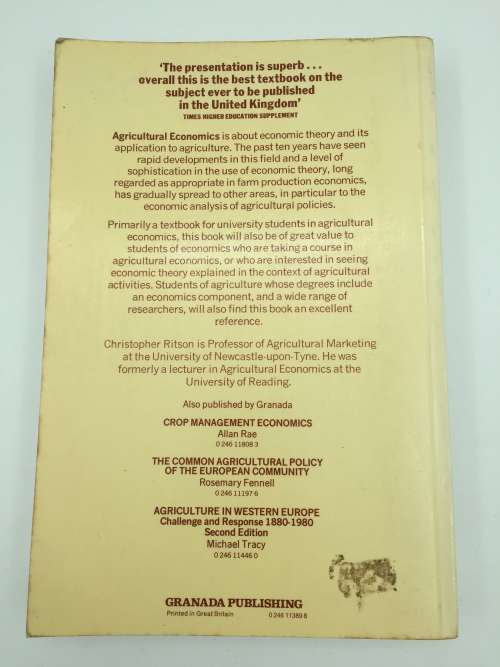 'The presentation is superb . . .
overall this is the best textbook on the
subject ever to be published
in the United Kingdom'
TIMES HIGHER EDUCATION SUPPLEMENT
Agricultural Economics is about economic theory and its
application to agriculture. The past ten years have seen
rapid developments in this field and a level of
sophistication in the use of economic theory, long
regarded as appropriate in farm production economics,
has gradually spread to other areas, in particular to the
economic analysis of agricultural policies.
Primarily a textbook for university students in agricultural
economics, this book will also be of great value to
students of economics who are taking a course in
agricultural economics, or who are interested in seeing
economic theory explained in the context of agricultural
activities. Students of agriculture whose degrees include
an economics component, and a wide range of
researchers, will also find this book an excellent
reference.
Christopher Ritson is Professor of Agricultural Marketing
at the University of Newcastle-upon-Tyne. He was
formerly a lecturer in Agricultural Economics at the
University of Reading.
Also published by Granada
CROP MANAGEMENT ECONOMICS
Allan Rae
0 246 11808 3
THE COMMON AGRICULTURAL POLICY
OF THE EUROPEAN COMMUNITY
Rosemary Fennell
0 246 11197 6
AGRICULTURE IN WESTERN EUROPE
Challenge and Response 1880-1980
Second Edition
Michael Tracy
0 246 11446 0
GRANADA PUBLISHING
Printed in Great Britain 0 246 11389 8